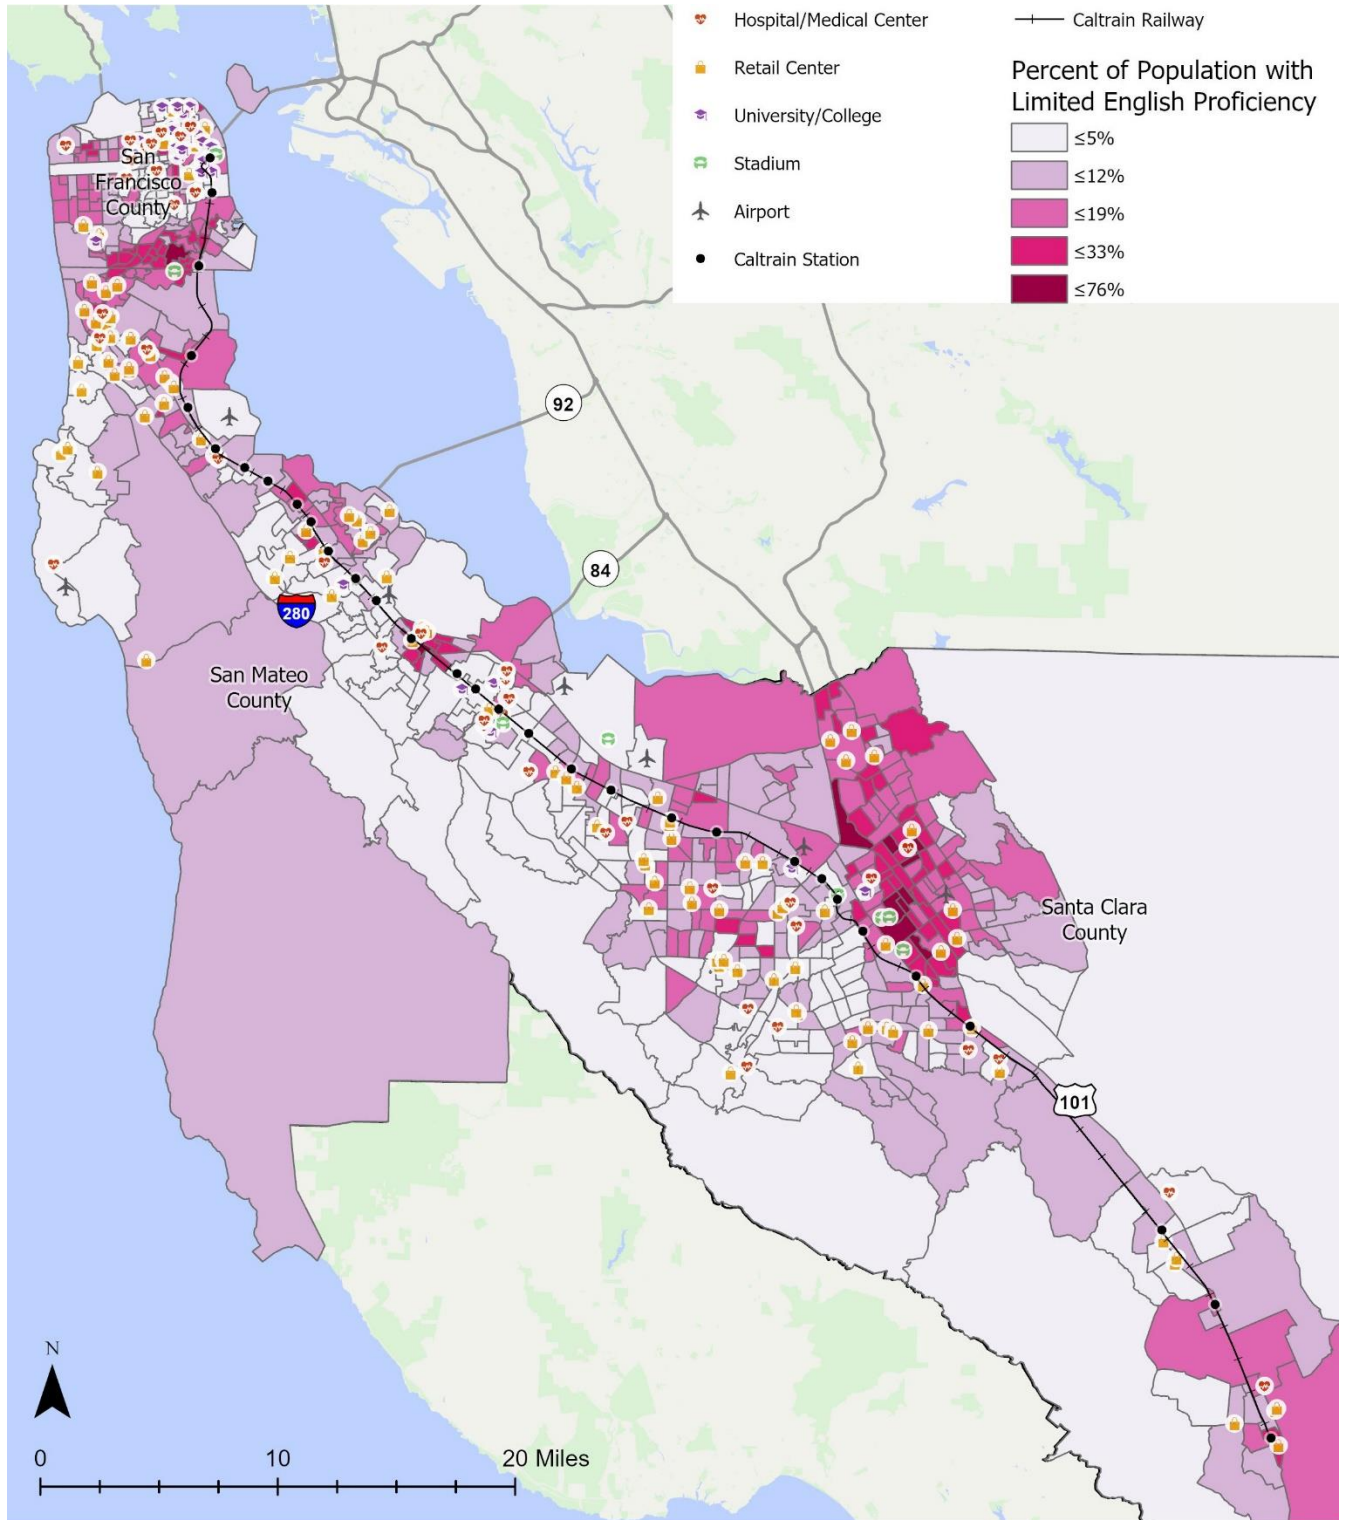 Hospital/Medical Center
Retail Center
University/College
Stadium
Airport
Caltrain Station
Caltrain Railway
Percent of Population with
Limited English Proficiency
≤5%
≤12%
≤19%
≤33%
≤76%
San
Francisco
County
92
84
280
San Mateo
County
Santa Clara
County
101
N
0 10 20 Miles